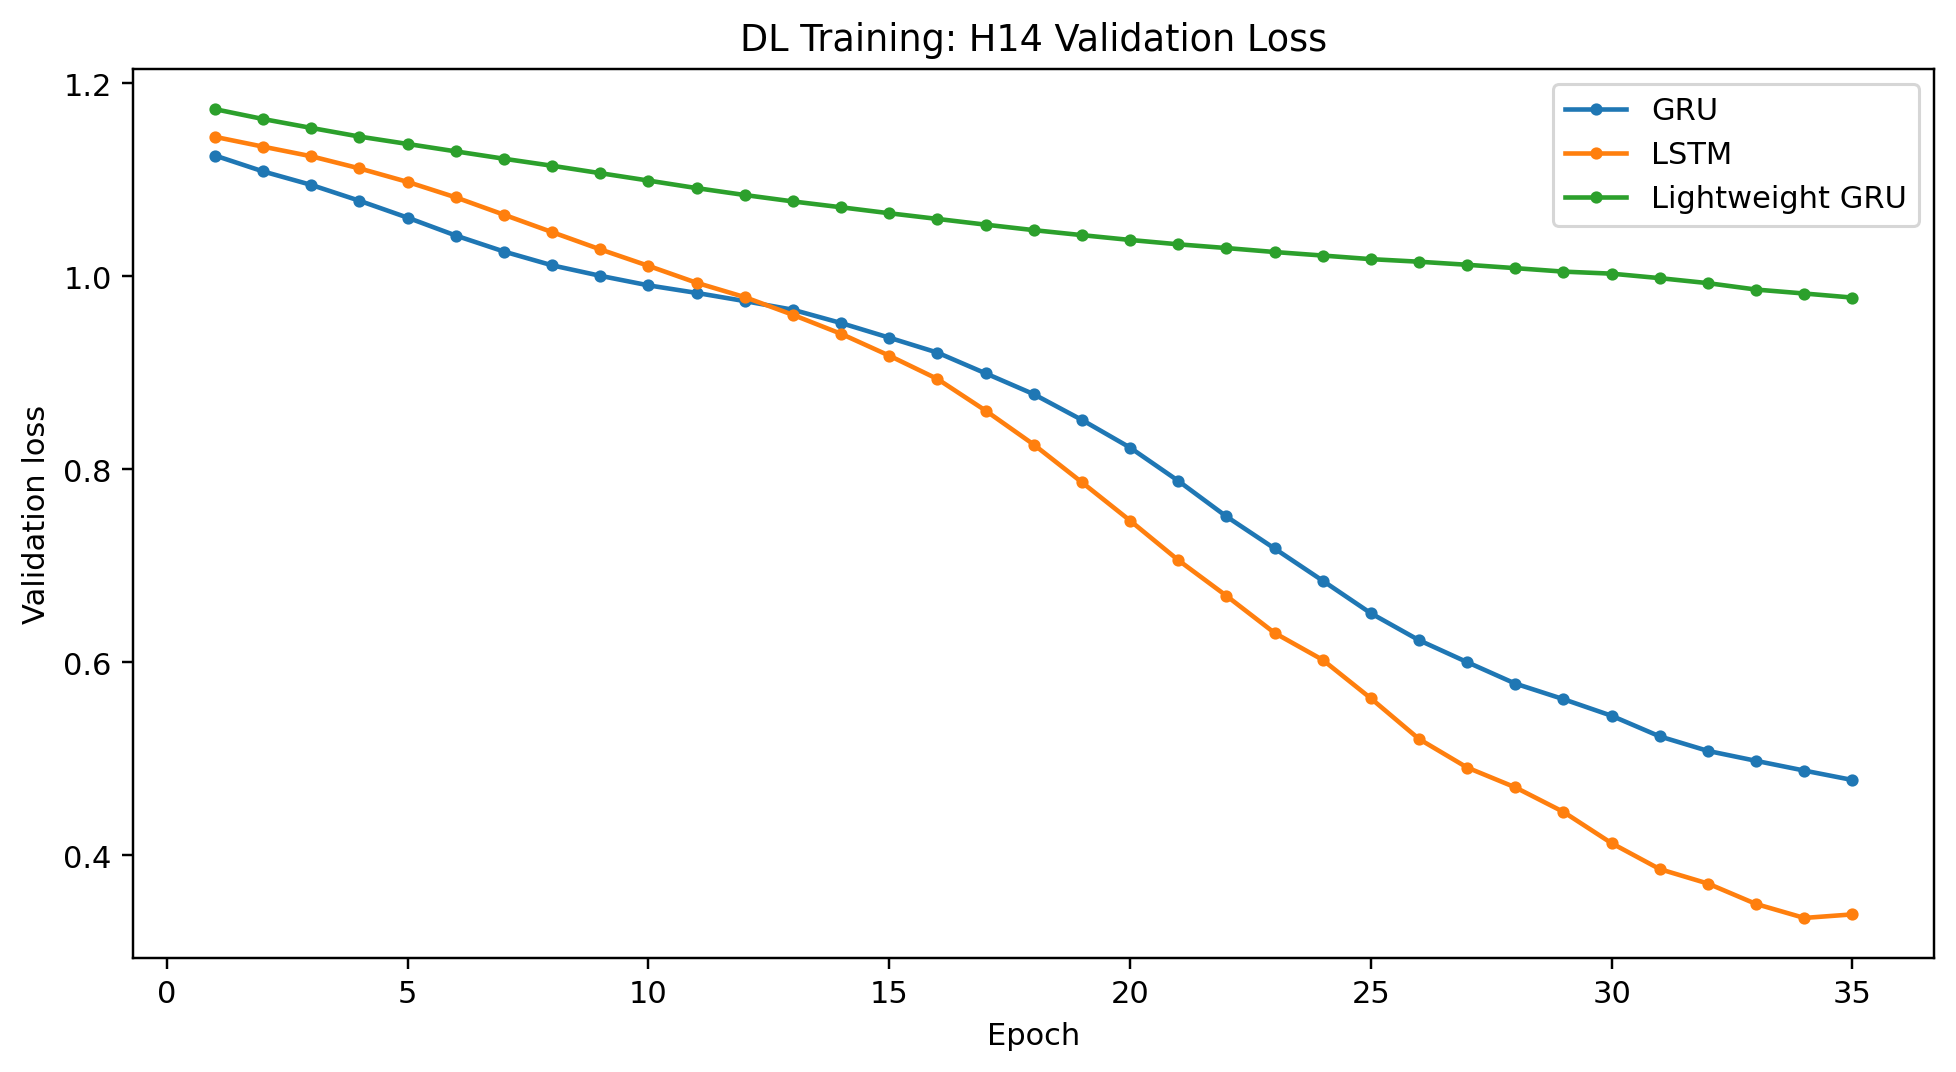 DL Training: H14 Validation Loss
GRU
LSTM
Lightweight GRU
Validation loss
1.2
1.0
0.8
0.6
0.4
0 5 10 15 20 25 30 35
Epoch